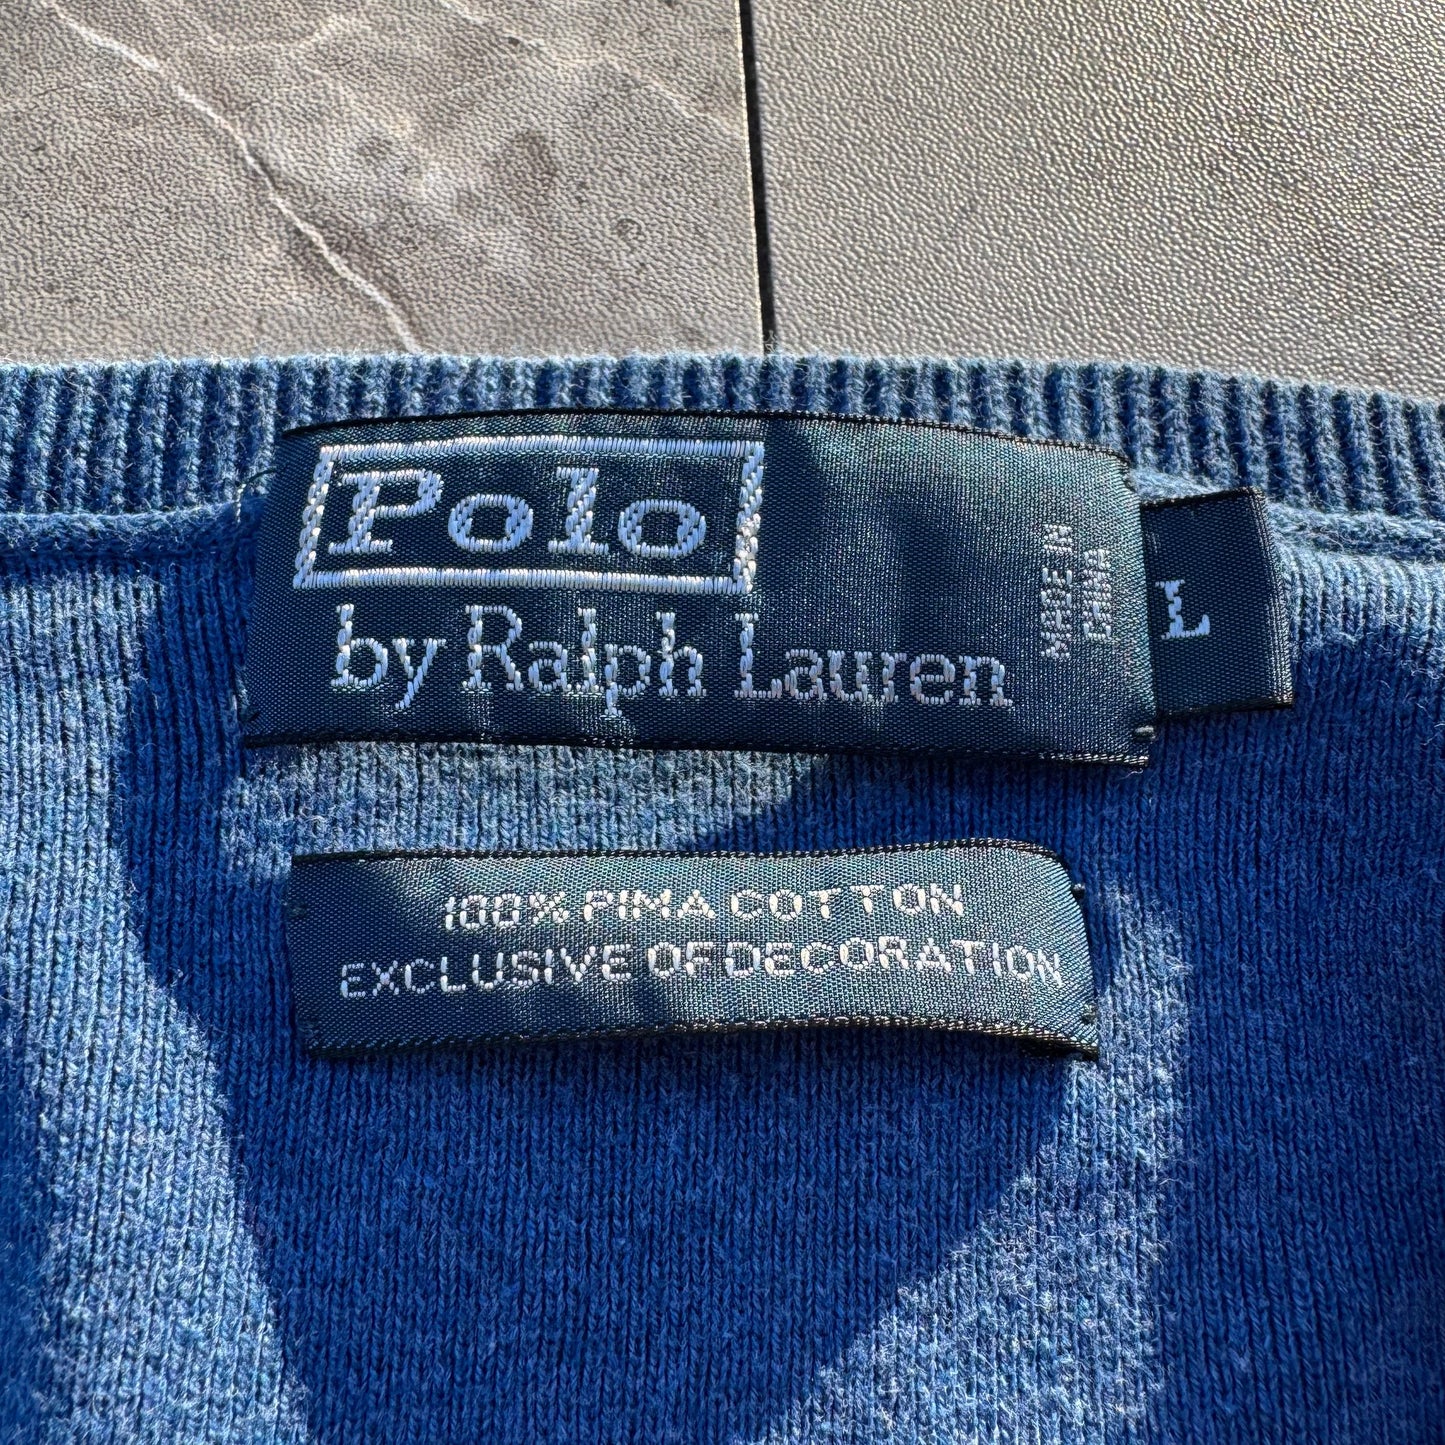 Polo
by Ralph Lauren
MADE IN
CHINA
L
100% PIMA COTTON
EXCLUSIVE OF DECORATION